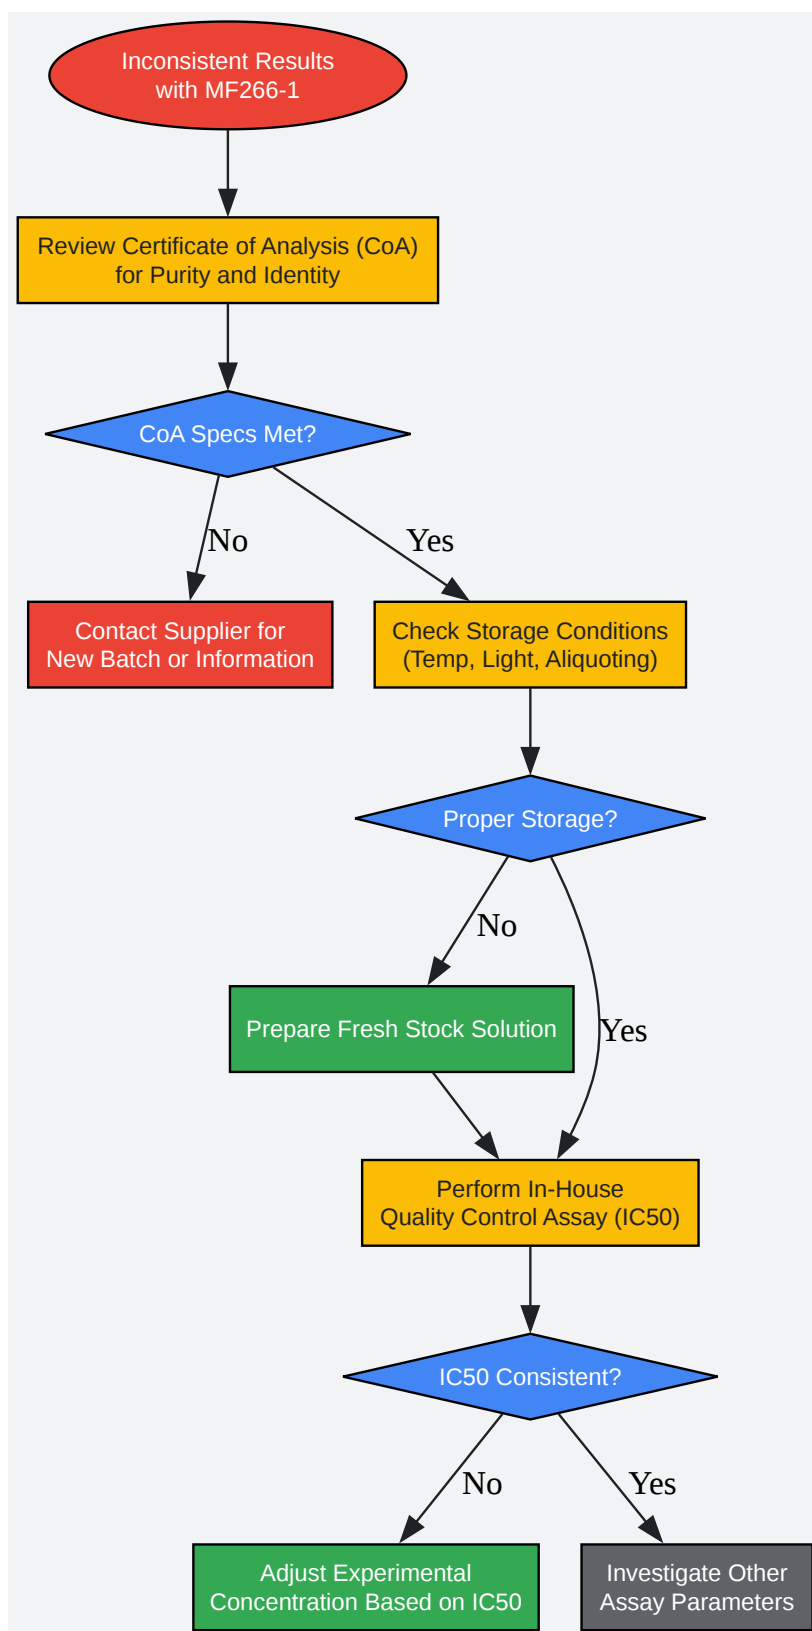 Inconsistent Results
with MF266-1
Review Certificate of Analysis (CoA)
for Purity and Identity
CoA Specs Met?
No
Yes
Contact Supplier for
New Batch or Information
Check Storage Conditions
(Temp, Light, Aliquoting)
Proper Storage?
No
Prepare Fresh Stock Solution
Yes
Perform In-House
Quality Control Assay (IC50)
IC50 Consistent?
No
Yes
Adjust Experimental
Concentration Based on IC50
Investigate Other
Assay Parameters